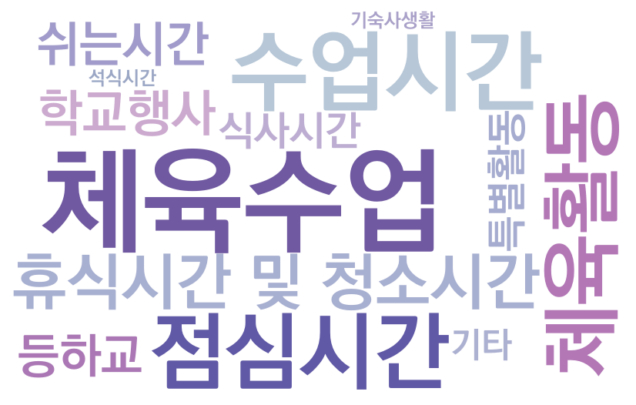 기숙사생활
쉬는시간
수업시간
석식시간
학교행사
식사시간
특별활동
체육활동
체육수업
휴식시간 및 청소시간
등하교
점심시간
기타